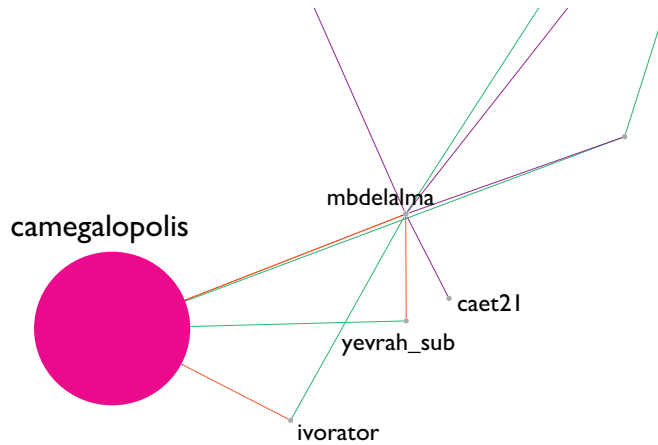 mbdelalma
camegalopolis
caet21
yevrah_sub
ivorator